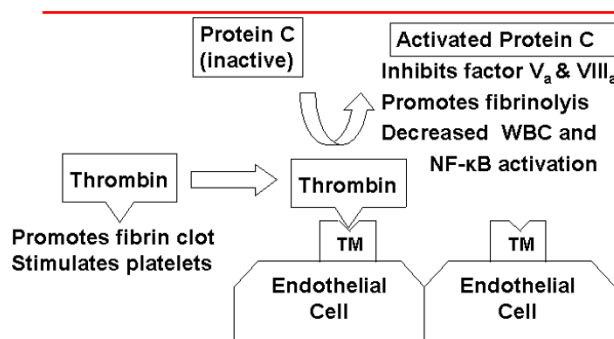 Protein C
(inactive)
Activated Protein C
Inhibits factor Va & VIIIa
Promotes fibrinolyis
Decreased WBC and
NF-κB activation
Thrombin
Promotes fibrin clot
Stimulates platelets
Thrombin
TM
Endothelial
Cell
TM
Endothelial
Cell